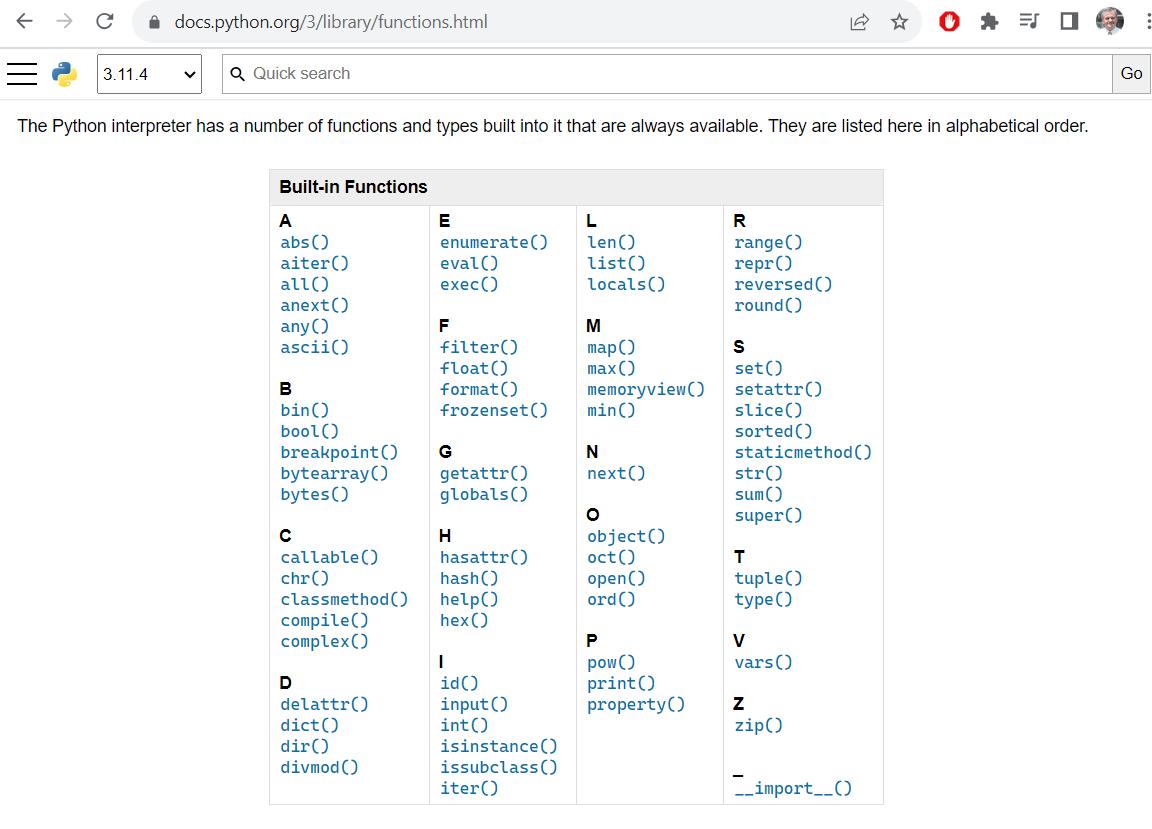 docs.python.org/3/library/functions.html
3.11.4
Quick search
Go
The Python interpreter has a number of functions and types built into it that are always available. They are listed here in alphabetical order.
Built-in Functions
A
abs()
aiter()
all()
anext()
any()
ascii()
B
bin()
bool()
breakpoint()
bytearray()
bytes()
C
callable()
chr()
classmethod()
compile()
complex()
D
delattr()
dict()
dir()
divmod()
E
enumerate()
eval()
exec()
F
filter()
float()
format()
frozenset()
G
getattr()
globals()
H
hasattr()
hash()
help()
hex()
I
id()
input()
int()
isinstance()
issubclass()
iter()
L
len()
list()
locals()
M
map()
max()
memoryview()
min()
N
next()
O
object()
oct()
open()
ord()
P
pow()
print()
property()
R
range()
repr()
reversed()
round()
S
set()
setattr()
slice()
sorted()
staticmethod()
str()
sum()
super()
T
tuple()
type()
V
vars()
Z
zip()
_
__import__()